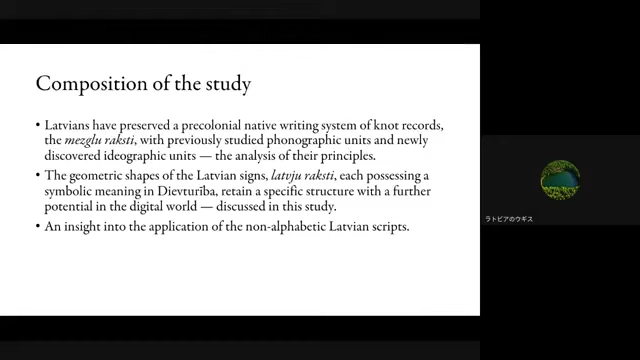 Composition of the study
• Latvians have preserved a precolonial native writing system of knot records,
the mezglu raksti, with previously studied phonographic units and newly
discovered ideographic units — the analysis of their principles.
• The geometric shapes of the Latvian signs, latvju raksti, each possessing a
symbolic meaning in Dievturība, retain a specific structure with a further
potential in the digital world — discussed in this study.
• An insight into the application of the non-alphabetic Latvian scripts.
ラトビアのウギス